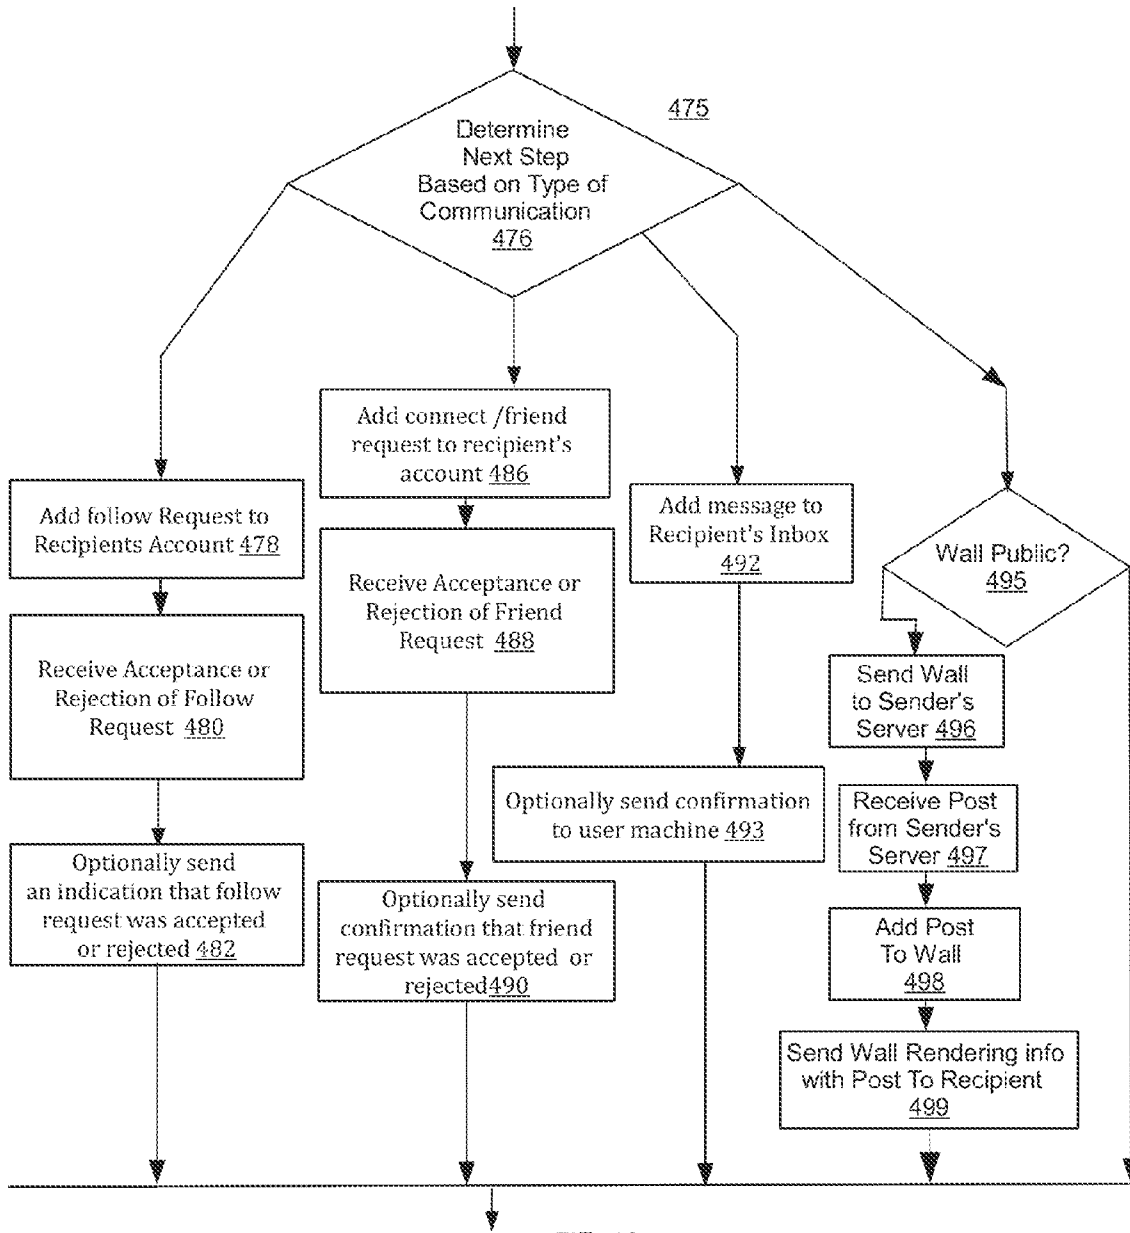 475
Determine
Next Step
Based on Type of
Communication
476
Add follow Request to
Recipients Account 478
Receive Acceptance or
Rejection of Follow
Request 480
Optionally send
an indication that follow
request was accepted
or rejected 482
Add connect /friend
request to recipient's
account 486
Receive Acceptance or
Rejection of Friend
Request 488
Optionally send
confirmation that friend
request was accepted or
rejected490
Add message to
Recipient's Inbox
492
Optionally send confirmation
to user machine 493
Wall Public?
495
Send Wall
to Sender's
Server 496
Receive Post
from Sender's
Server 497
Add Post
To Wall
498
Send Wall Rendering info
with Post To Recipient
499